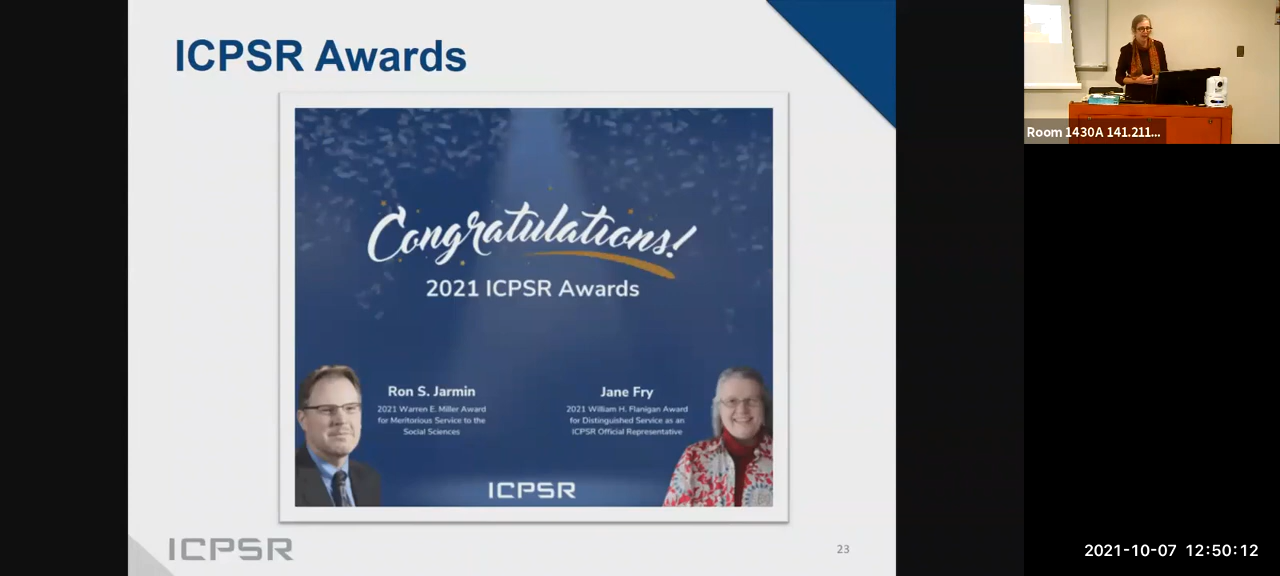 ICPSR Awards
Congratulations!
2021 ICPSR Awards
Ron S. Jarmin
2021 Warren E. Miller Award
for Meritorious Service to the
Social Sciences
Jane Fry
2021 William H. Flanigan Award
for Distinguished Service as an
ICPSR Official Representative
ICPSR
ICPSR
23
Room 1430A 141.211...
2021-10-07 12:50:12